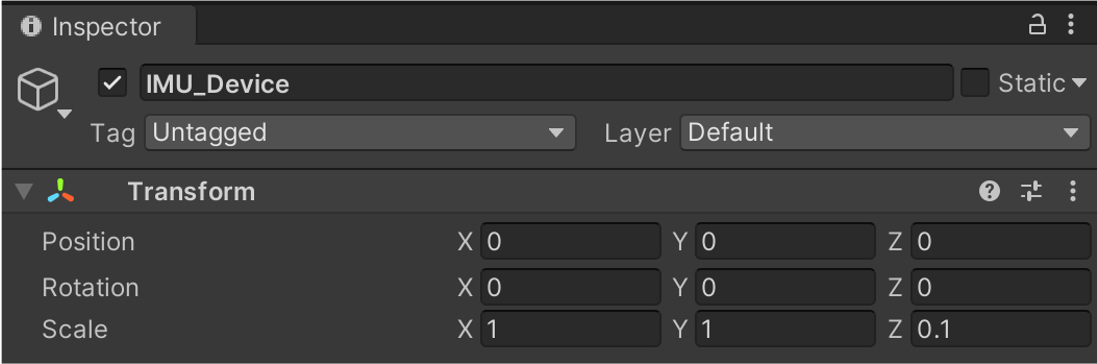 Inspector
IMU_Device Static
Tag Untagged Layer Default
Transform
Position X 0 Y 0 Z 0
Rotation X 0 Y 0 Z 0
Scale X 1 Y 1 Z 0.1